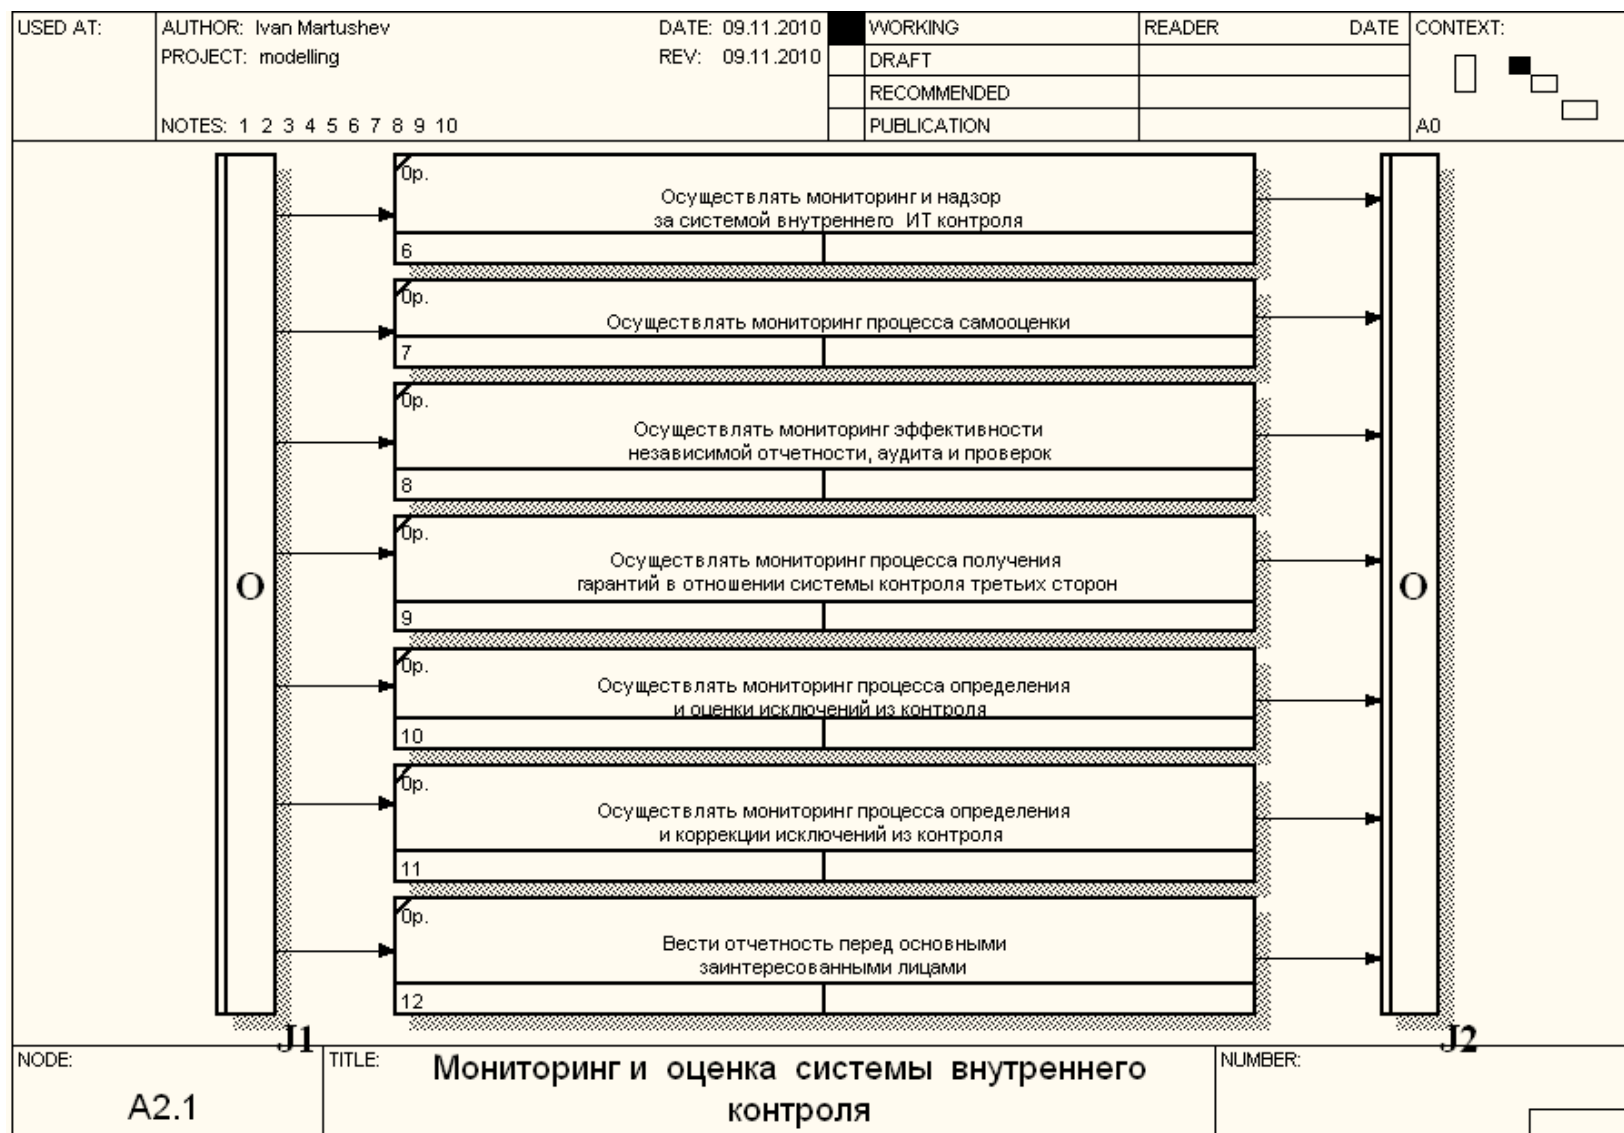 USED AT:
AUTHOR: Ivan Martushev
DATE: 09.11.2010
WORKING
READER
DATE
CONTEXT:
PROJECT: modelling
REV: 09.11.2010
DRAFT
RECOMMENDED
NOTES: 1 2 3 4 5 6 7 8 9 10
PUBLICATION
A0
0р.
Осуществлять мониторинг и надзор
за системой внутреннего ИТ контроля
6
0р.
Осуществлять мониторинг процесса самооценки
7
0р.
Осуществлять мониторинг эффективности
независимой отчетности, аудита и проверок
8
0р.
Осуществлять мониторинг процесса получения
гарантий в отношении системы контроля третьих сторон
9
O
O
0р.
Осуществлять мониторинг процесса определения
и оценки исключений из контроля
10
0р.
Осуществлять мониторинг процесса определения
и коррекции исключений из контроля
11
0р.
Вести отчетность перед основными
заинтересованными лицами
12
J1
J2
NODE:
A2.1
TITLE:
Мониторинг и оценка системы внутреннего
контроля
NUMBER: